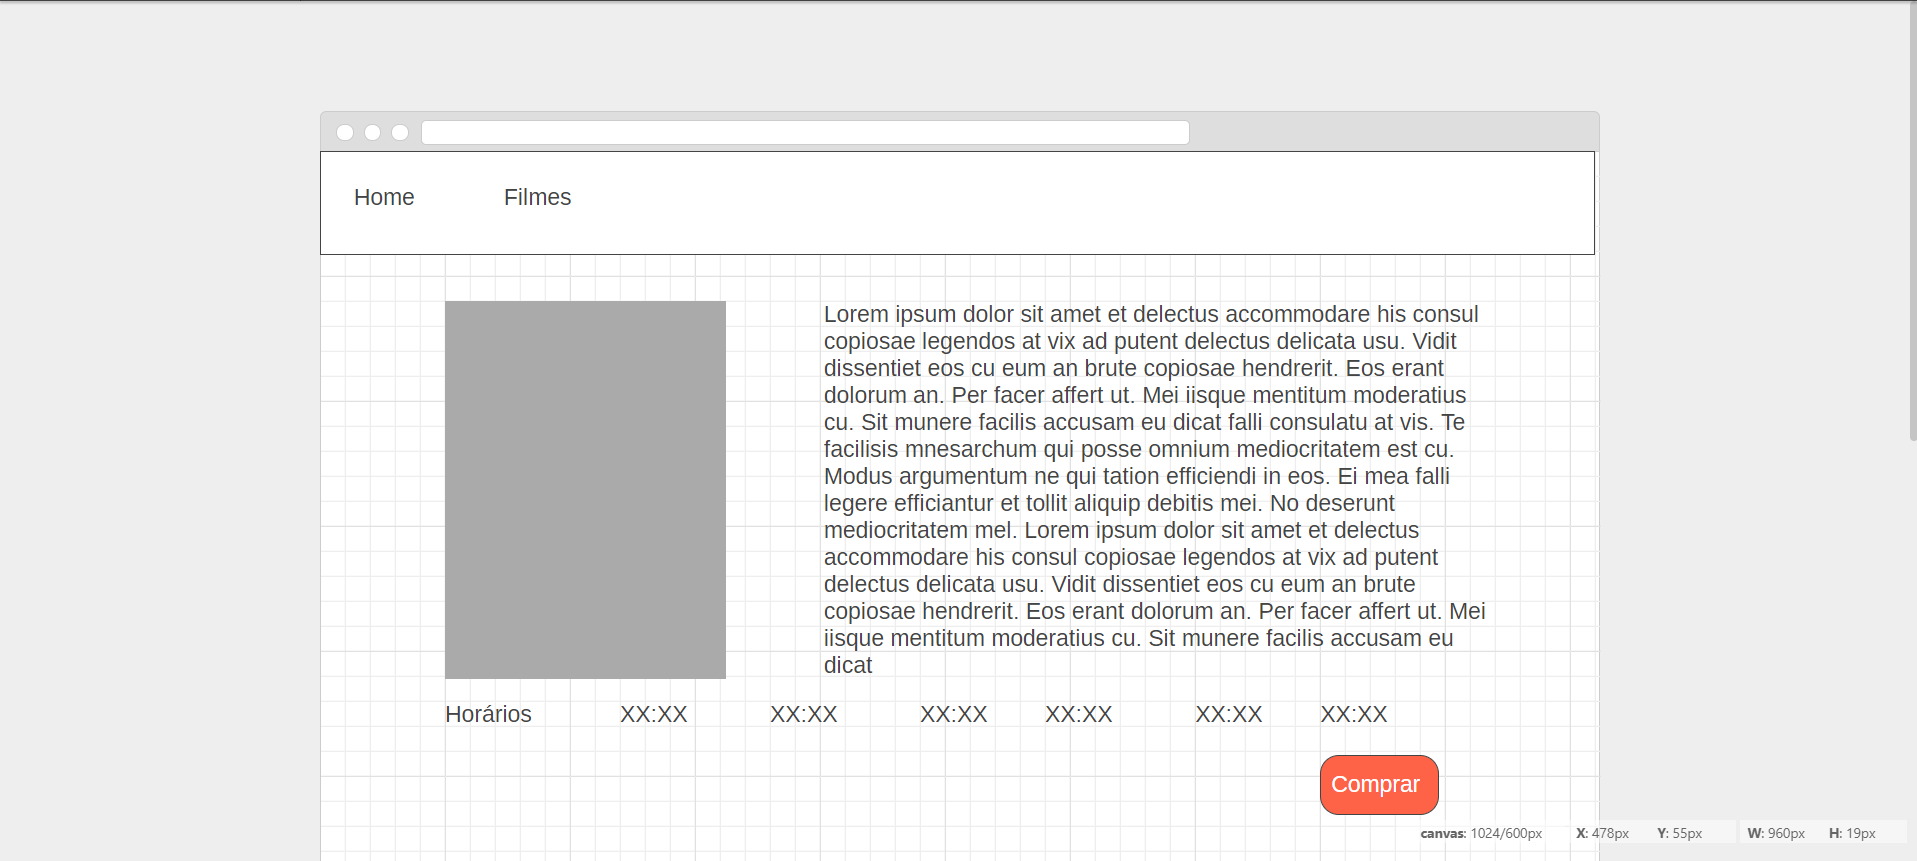 Home Filmes
Lorem ipsum dolor sit amet et delectus accommodare his consul
copiosae legendos at vix ad putent delectus delicata usu. Vidit
dissentiet eos cu eum an brute copiosae hendrerit. Eos erant
dolorum an. Per facer affert ut. Mei iisque mentitum moderatius
cu. Sit munere facilis accusam eu dicat falli consulatu at vis. Te
facilisis mnesarchum qui posse omnium mediocritatem est cu.
Modus argumentum ne qui tation efficiendi in eos. Ei mea falli
legere efficiantur et tollit aliquip debitis mei. No deserunt
mediocritatem mel. Lorem ipsum dolor sit amet et delectus
accommodare his consul copiosae legendos at vix ad putent
delectus delicata usu. Vidit dissentiet eos cu eum an brute
copiosae hendrerit. Eos erant dolorum an. Per facer affert ut. Mei
iisque mentitum moderatius cu. Sit munere facilis accusam eu
dicat
Horários XX:XX XX:XX XX:XX XX:XX XX:XX XX:XX
Comprar
canvas: 1024/600px X: 478px Y: 55px W: 960px H: 19px